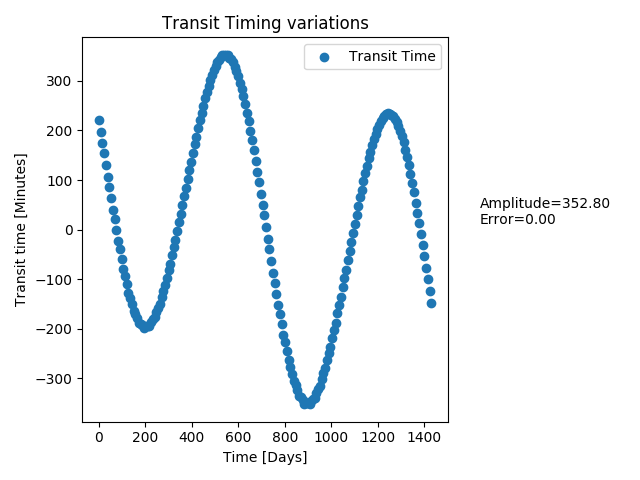 Transit Timing variations
Transit Time
Transit time [Minutes]
300
200
100
0
−100
−200
−300
0
200
400
600
800
1000
1200
1400
Time [Days]
Amplitude=352.80
Error=0.00